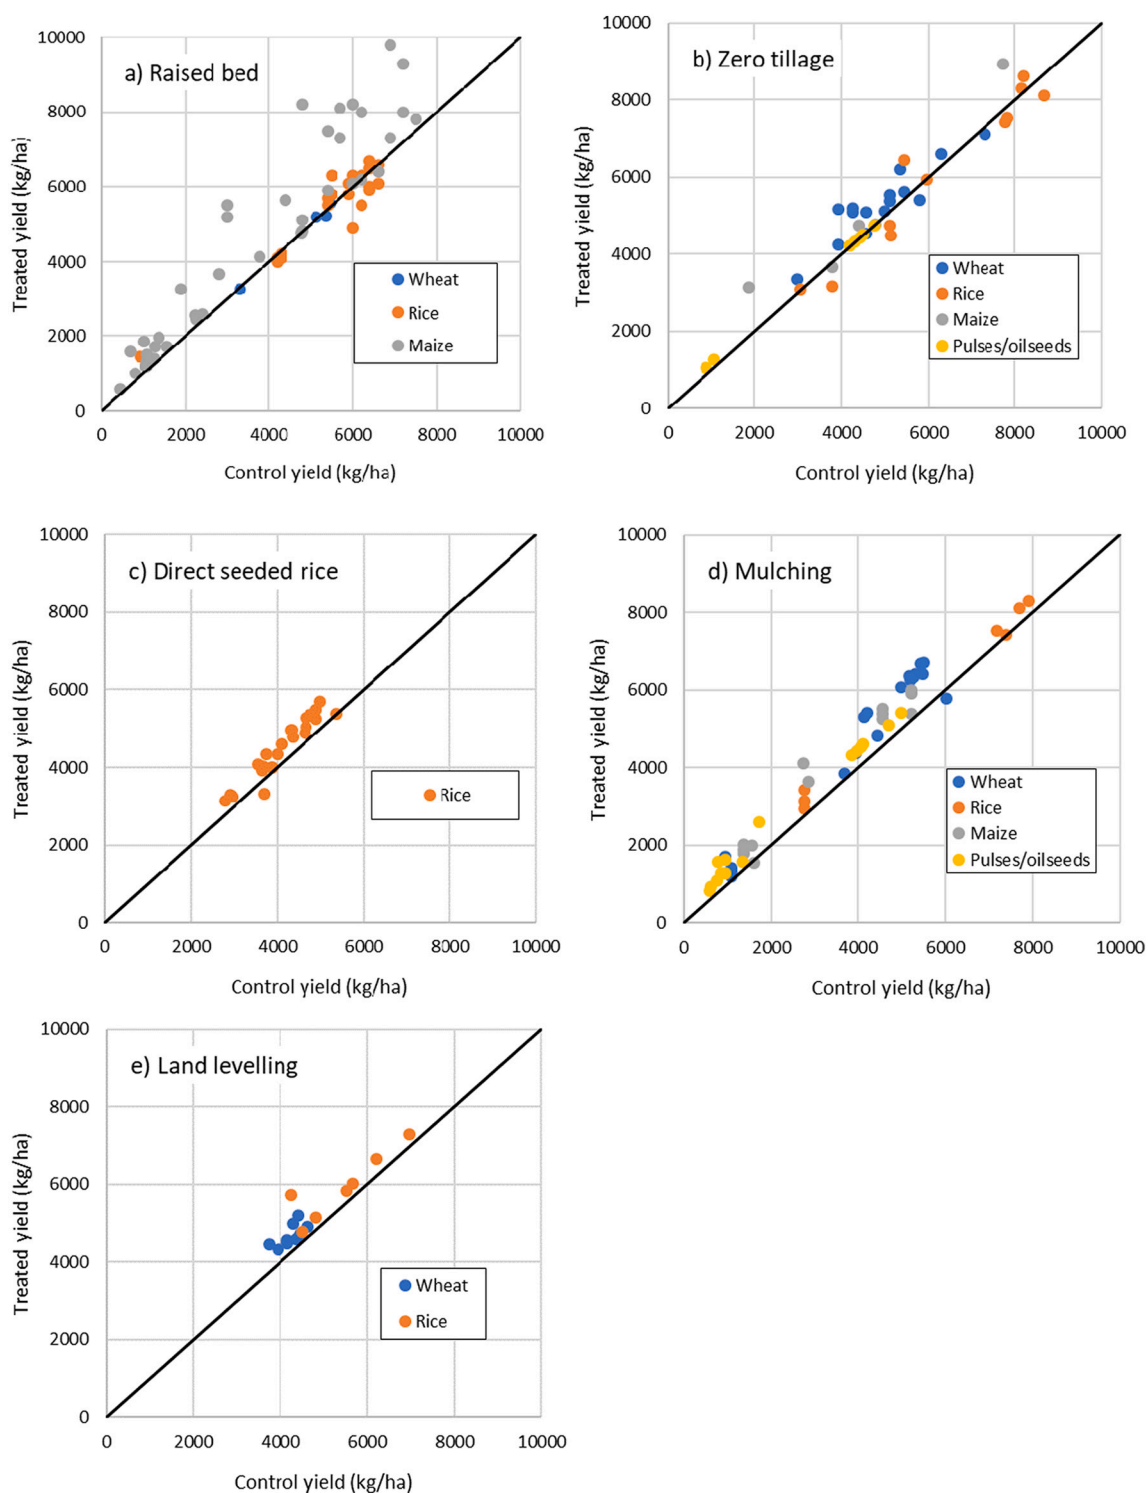 a) Raised bed
Treated yield (kg/ha)
10000
8000
6000
4000
2000
0
Wheat
Rice
Maize
0 2000 4000 6000 8000 10000
Control yield (kg/ha)
b) Zero tillage
Treated yield (kg/ha)
10000
8000
6000
4000
2000
0
Wheat
Rice
Maize
Pulses/oilseeds
0 2000 4000 6000 8000 10000
Control yield (kg/ha)
c) Direct seeded rice
Treated yield (kg/ha)
10000
8000
6000
4000
2000
0
Rice
0 2000 4000 6000 8000 10000
Control yield (kg/ha)
d) Mulching
Treated yield (kg/ha)
10000
8000
6000
4000
2000
0
Wheat
Rice
Maize
Pulses/oilseeds
0 2000 4000 6000 8000 10000
Control yield (kg/ha)
e) Land levelling
Treated yield (kg/ha)
10000
8000
6000
4000
2000
0
Wheat
Rice
0 2000 4000 6000 8000 10000
Control yield (kg/ha)